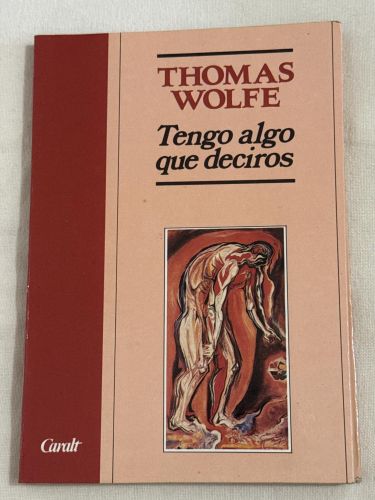 THOMAS
WOLFE
Tengo algo
que deciros
Caralt